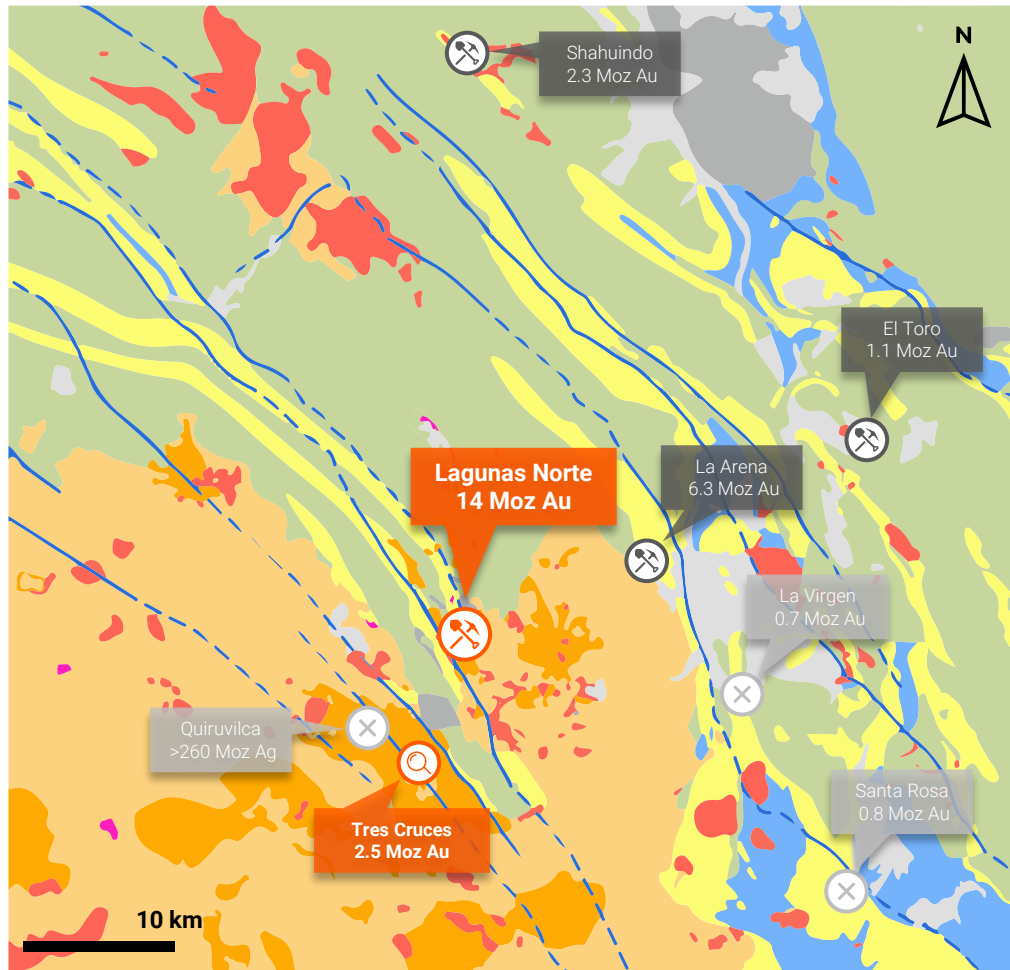 Shahuindo
2.3 Moz Au
N
El Toro
1.1 Moz Au
Lagunas Norte
14 Moz Au
La Arena
6.3 Moz Au
La Virgen
0.7 Moz Au
Quiruvilca
>260 Moz Ag
Tres Cruces
2.5 Moz Au
Santa Rosa
0.8 Moz Au
10 km